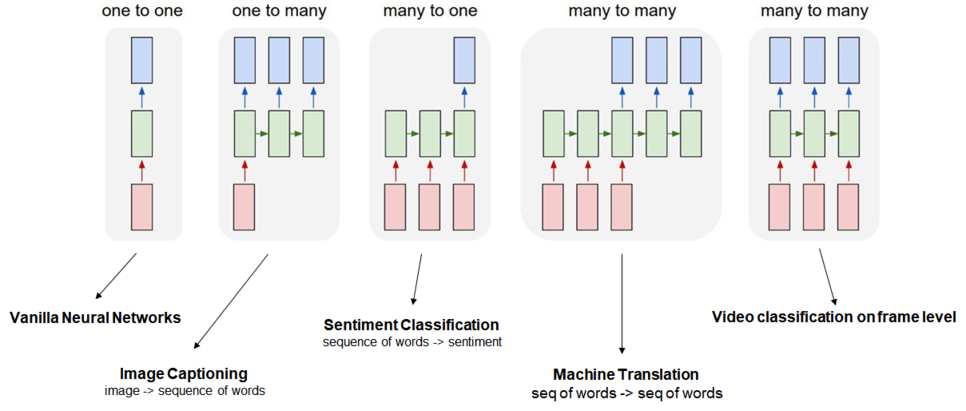 one to one
one to many
many to one
many to many
many to many
Vanilla Neural Networks
Image Captioning
image -> sequence of words
Sentiment Classification
sequence of words -> sentiment
Machine Translation
seq of words -> seq of words
Video classification on frame level